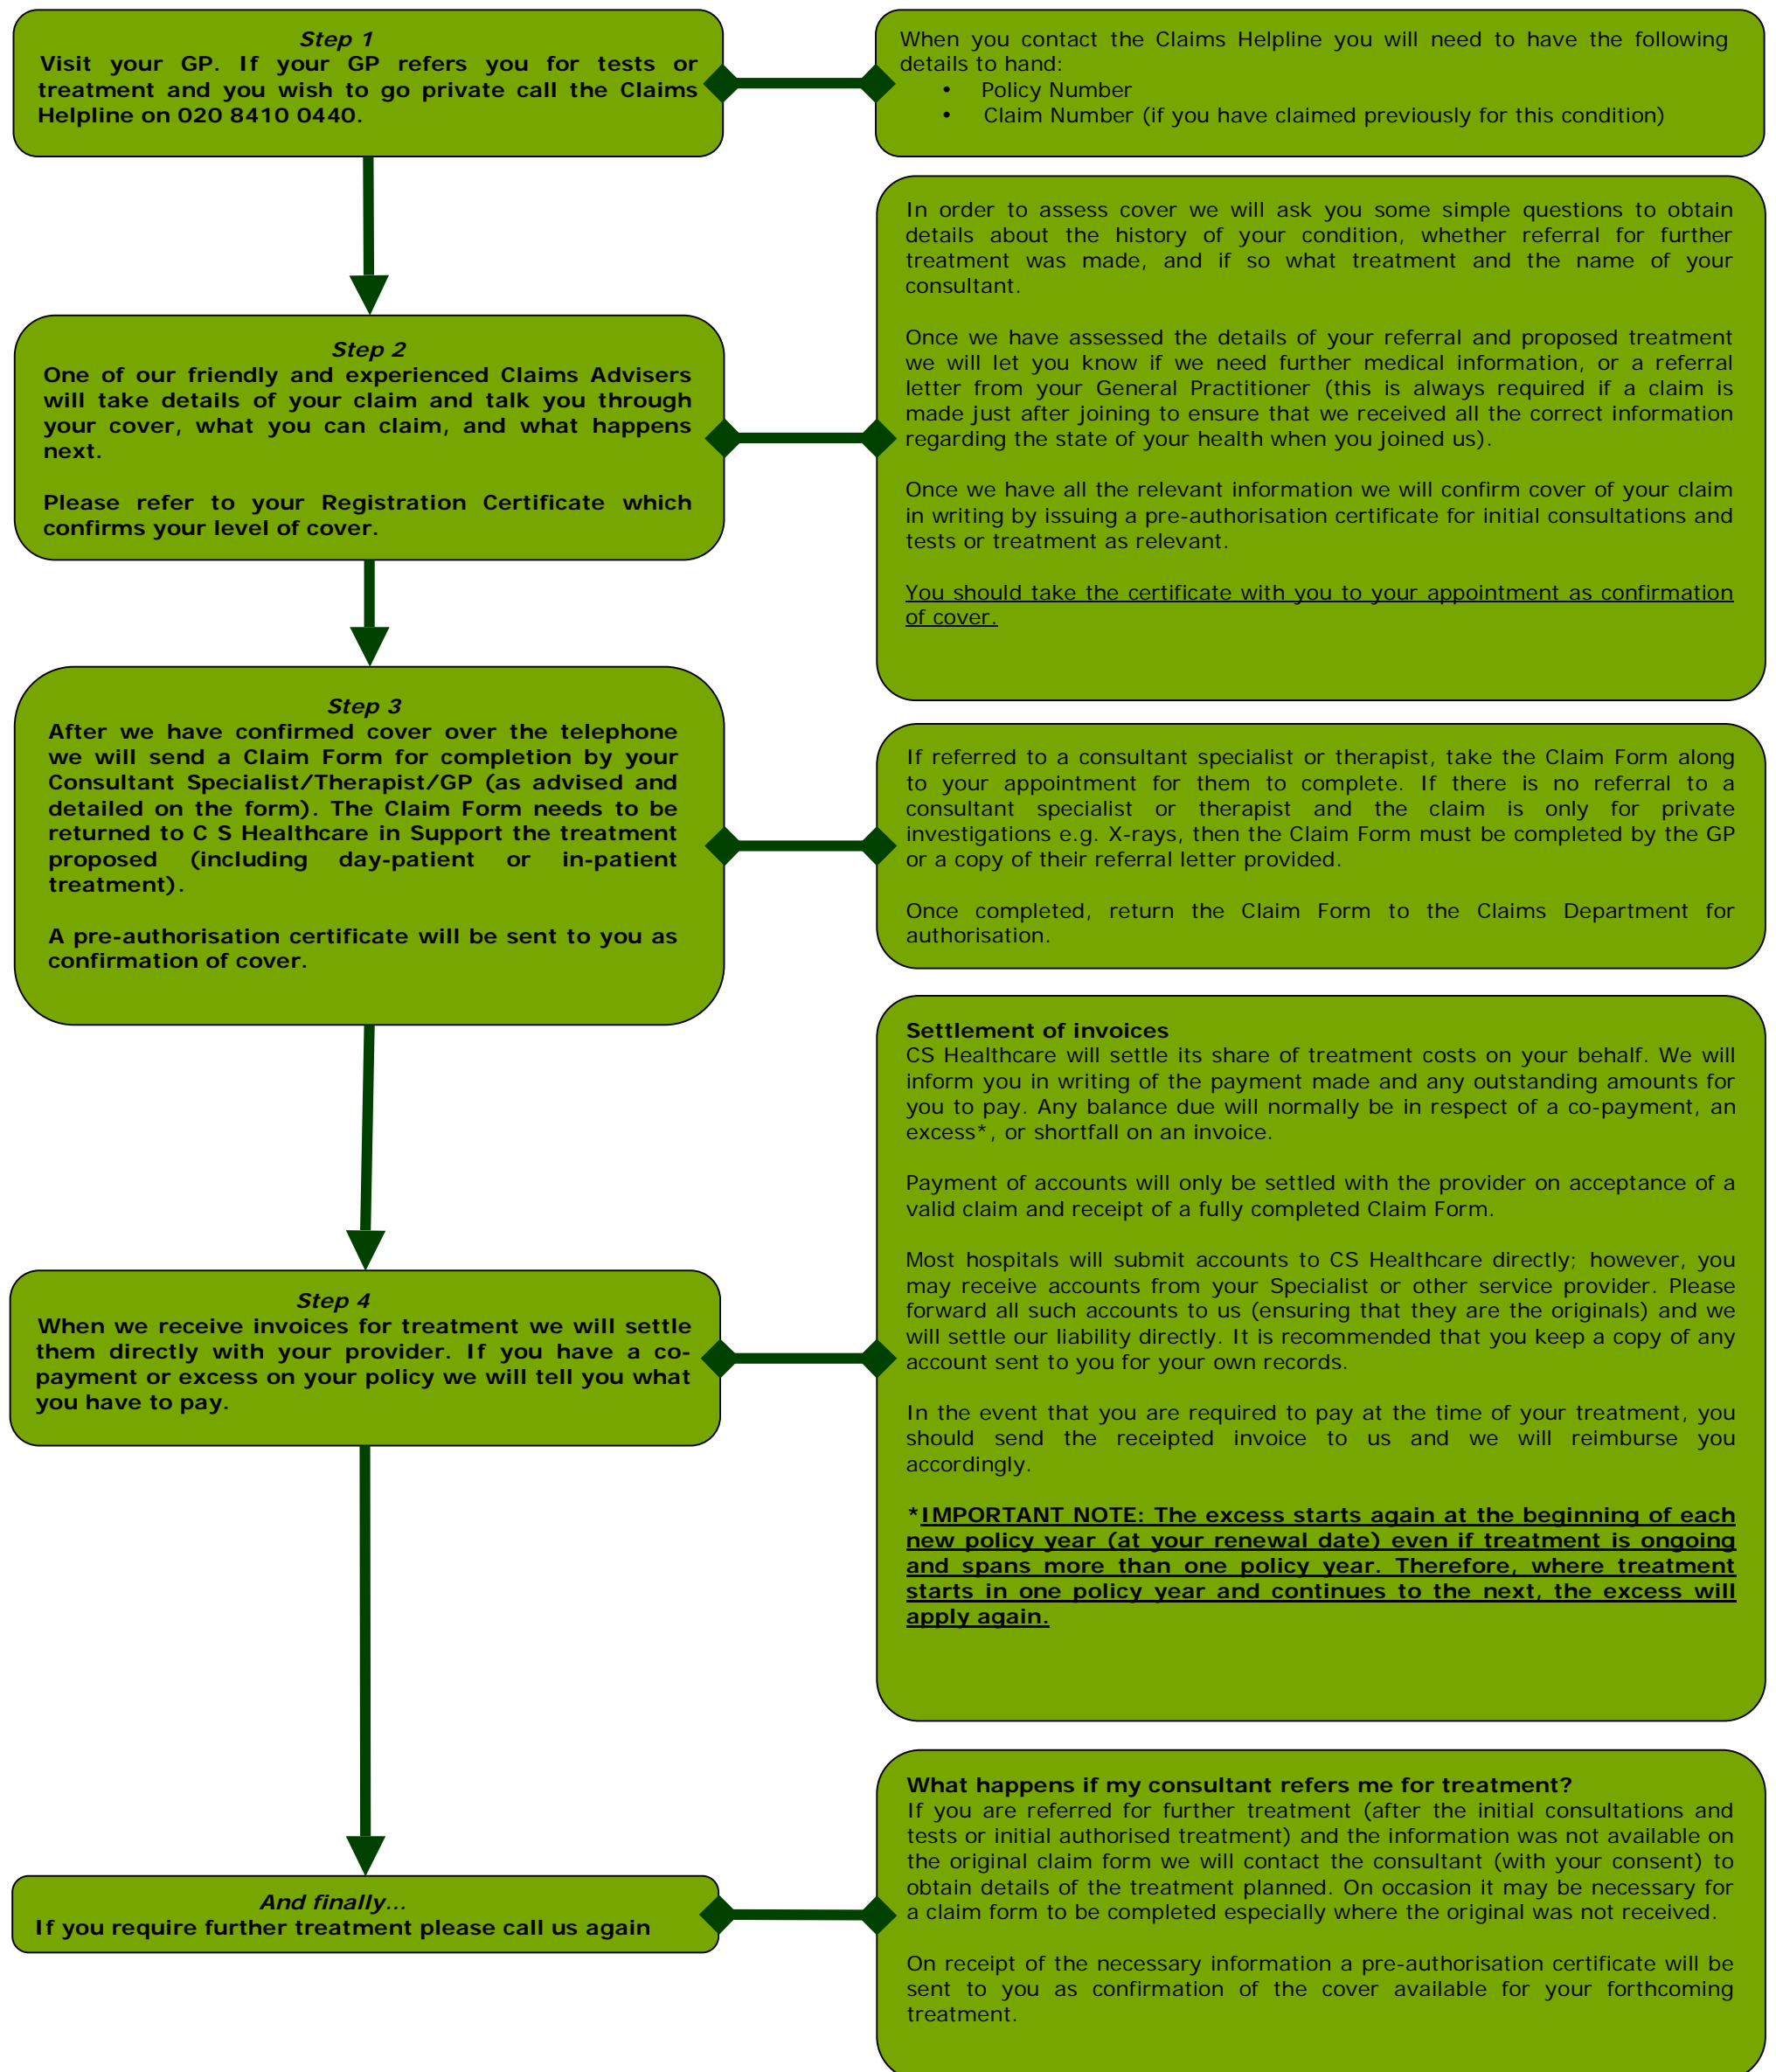 Step 1
Visit your GP. If your GP refers you for tests or
treatment and you wish to go private call the Claims
Helpline on 020 8410 0440.
When you contact the Claims Helpline you will need to have the following
details to hand:
• Policy Number
• Claim Number (if you have claimed previously for this condition)
Step 2
One of our friendly and experienced Claims Advisers
will take details of your claim and talk you through
your cover, what you can claim, and what happens
next.
Please refer to your Registration Certificate which
confirms your level of cover.
In order to assess cover we will ask you some simple questions to obtain
details about the history of your condition, whether referral for further
treatment was made, and if so what treatment and the name of your
consultant.
Once we have assessed the details of your referral and proposed treatment
we will let you know if we need further medical information, or a referral
letter from your General Practitioner (this is always required if a claim is
made just after joining to ensure that we received all the correct information
regarding the state of your health when you joined us).
Once we have all the relevant information we will confirm cover of your claim
in writing by issuing a pre-authorisation certificate for initial consultations and
tests or treatment as relevant.
You should take the certificate with you to your appointment as confirmation
of cover.
Step 3
After we have confirmed cover over the telephone
we will send a Claim Form for completion by your
Consultant Specialist/Therapist/GP (as advised and
detailed on the form). The Claim Form needs to be
returned to C S Healthcare in Support the treatment
proposed (including day-patient or in-patient
treatment).
A pre-authorisation certificate will be sent to you as
confirmation of cover.
If referred to a consultant specialist or therapist, take the Claim Form along
to your appointment for them to complete. If there is no referral to a
consultant specialist or therapist and the claim is only for private
investigations e.g. X-rays, then the Claim Form must be completed by the GP
or a copy of their referral letter provided.
Once completed, return the Claim Form to the Claims Department for
authorisation.
Step 4
When we receive invoices for treatment we will settle
them directly with your provider. If you have a co-
payment or excess on your policy we will tell you what
you have to pay.
Settlement of invoices
CS Healthcare will settle its share of treatment costs on your behalf. We will
inform you in writing of the payment made and any outstanding amounts for
you to pay. Any balance due will normally be in respect of a co-payment, an
excess*, or shortfall on an invoice.
Payment of accounts will only be settled with the provider on acceptance of a
valid claim and receipt of a fully completed Claim Form.
Most hospitals will submit accounts to CS Healthcare directly; however, you
may receive accounts from your Specialist or other service provider. Please
forward all such accounts to us (ensuring that they are the originals) and we
will settle our liability directly. It is recommended that you keep a copy of any
account sent to you for your own records.
In the event that you are required to pay at the time of your treatment, you
should send the receipted invoice to us and we will reimburse you
accordingly.
*IMPORTANT NOTE: The excess starts again at the beginning of each
new policy year (at your renewal date) even if treatment is ongoing
and spans more than one policy year. Therefore, where treatment
starts in one policy year and continues to the next, the excess will
apply again.
And finally...
If you require further treatment please call us again
What happens if my consultant refers me for treatment?
If you are referred for further treatment (after the initial consultations and
tests or initial authorised treatment) and the information was not available on
the original claim form we will contact the consultant (with your consent) to
obtain details of the treatment planned. On occasion it may be necessary for
a claim form to be completed especially where the original was not received.
On receipt of the necessary information a pre-authorisation certificate will be
sent to you as confirmation of the cover available for your forthcoming
treatment.